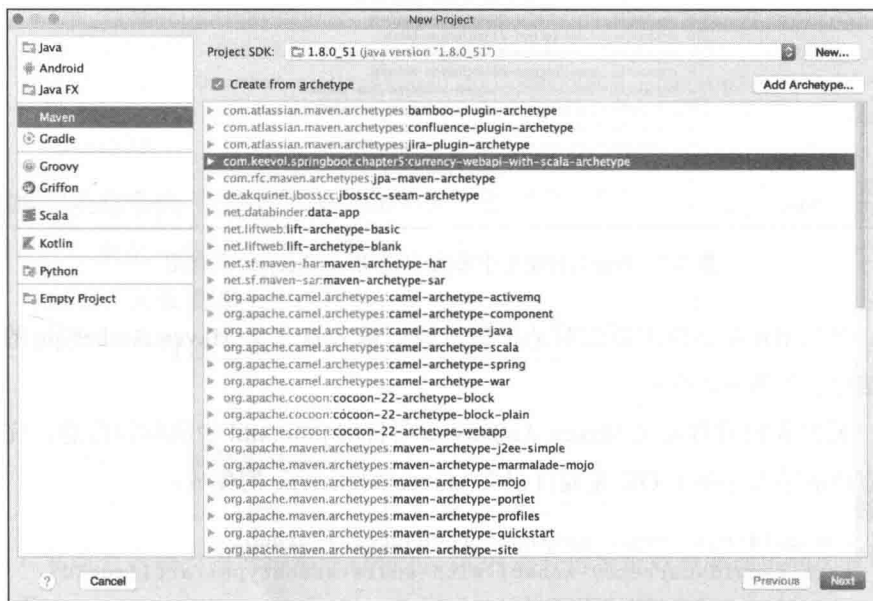 New Project
Java
Android
Java FX
Maven
Gradle
Groovy
Griffon
Scala
Kotlin
Python
Empty Project
Project SDK: 1.8.0_51 (java version "1.8.0_51") New...
Create from archetype Add Archetype...
com.atlassian.maven.archetypes:bamboo-plugin-archetype
com.atlassian.maven.archetypes:confluence-plugin-archetype
com.atlassian.maven.archetypes:jira-plugin-archetype
com.keevol.springboot.chapter5:currency-webapi-with-scala-archetype
com.rfc.maven.archetypes:jpa-maven-archetype
de.akquinet.jbosscc:jbosscc-seam-archetype
net.databinder:data-app
net.liftweb:lift-archetype-basic
net.liftweb:lift-archetype-blank
net.sf.maven-har:maven-archetype-har
net.sf.maven-sar:maven-archetype-sar
org.apache.camel.archetypes:camel-archetype-activemq
org.apache.camel.archetypes:camel-archetype-component
org.apache.camel.archetypes:camel-archetype-java
org.apache.camel.archetypes:camel-archetype-scala
org.apache.camel.archetypes:camel-archetype-spring
org.apache.camel.archetypes:camel-archetype-war
org.apache.cocoon:cocoon-22-archetype-block
org.apache.cocoon:cocoon-22-archetype-block-plain
org.apache.cocoon:cocoon-22-archetype-webapp
org.apache.maven.archetypes:maven-archetype-j2ee-simple
org.apache.maven.archetypes:maven-archetype-marmalade-mojo
org.apache.maven.archetypes:maven-archetype-mojo
org.apache.maven.archetypes:maven-archetype-portlet
org.apache.maven.archetypes:maven-archetype-profiles
org.apache.maven.archetypes:maven-archetype-quickstart
org.apache.maven.archetypes:maven-archetype-site
? Cancel Previous Next